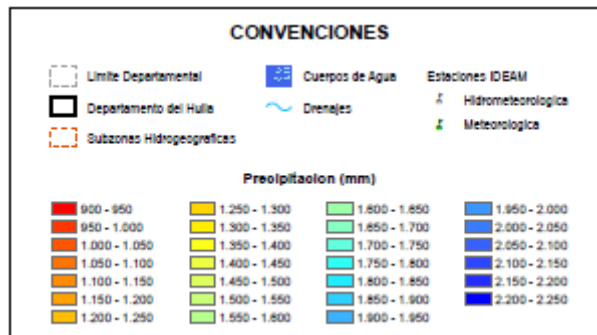 CONVENCIONES
Limite Departamental
Departamento del Huila
Subzonas Hidrogeograficas
Cuerpos de Agua
Drenajes
Estaciones IDEAM
Hidrometeorologica
Meteorologica
Precipitacion (mm)
900 - 950
950 - 1.000
1.000 - 1.050
1.050 - 1.100
1.100 - 1.150
1.150 - 1.200
1.200 - 1.250
1.250 - 1.300
1.300 - 1.350
1.350 - 1.400
1.400 - 1.450
1.450 - 1.500
1.500 - 1.550
1.550 - 1.600
1.600 - 1.650
1.650 - 1.700
1.700 - 1.750
1.750 - 1.800
1.800 - 1.850
1.850 - 1.900
1.900 - 1.950
1.950 - 2.000
2.000 - 2.050
2.050 - 2.100
2.100 - 2.150
2.150 - 2.200
2.200 - 2.250